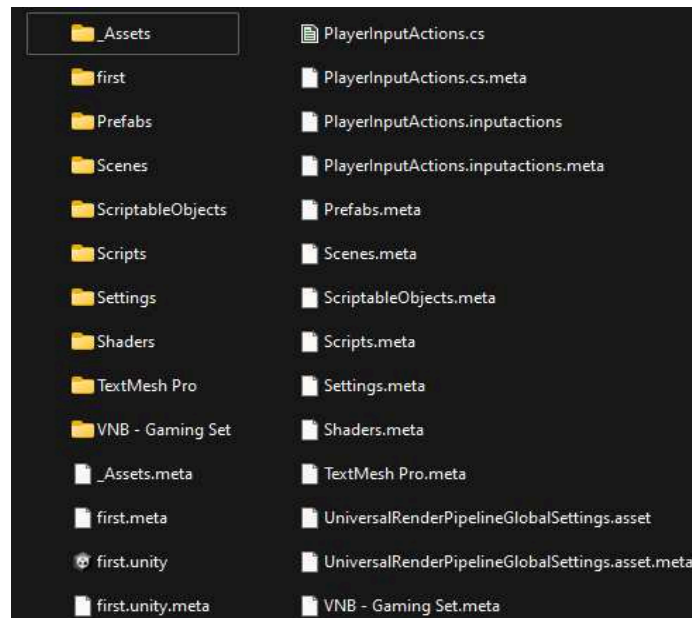 _Assets
first
Prefabs
Scenes
ScriptableObjects
Scripts
Settings
Shaders
TextMesh Pro
VNB - Gaming Set
_Assets.meta
first.meta
first.unity
first.unity.meta
PlayerInputActions.cs
PlayerInputActions.cs.meta
PlayerInputActions.inputactions
PlayerInputActions.inputactions.meta
Prefabs.meta
Scenes.meta
ScriptableObjects.meta
Scripts.meta
Settings.meta
Shaders.meta
TextMesh Pro.meta
UniversalRenderPipelineGlobalSettings.asset
UniversalRenderPipelineGlobalSettings.asset.meta
VNB - Gaming Set.meta